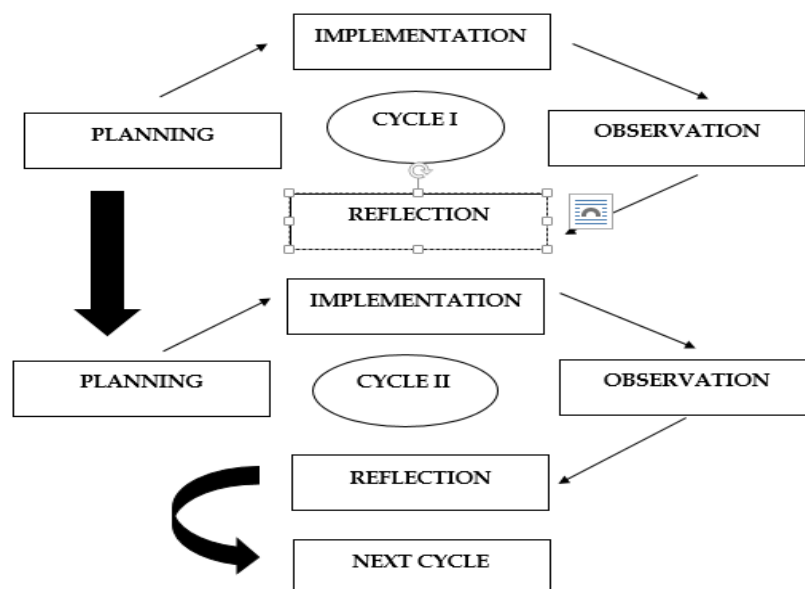 IMPLEMENTATION
CYCLE I
PLANNING
OBSERVATION
REFLECTION
IMPLEMENTATION
PLANNING
CYCLE II
OBSERVATION
REFLECTION
NEXT CYCLE